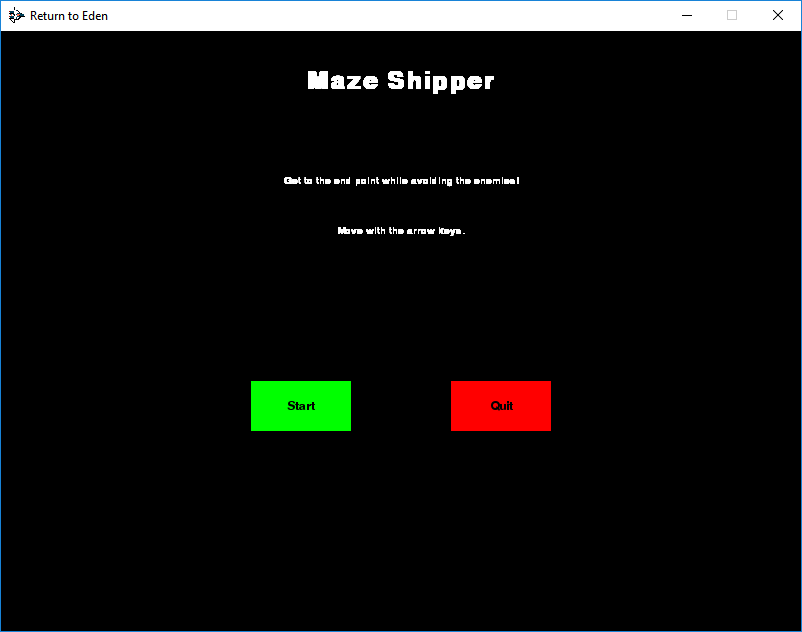 Return to Eden
Maze Shipper
Get to the end point while avoiding the enemies!
Move with the arrow keys.
Start
Quit